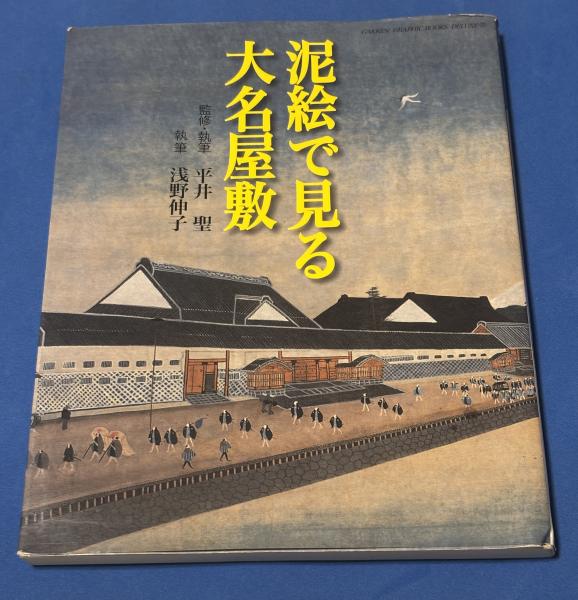 GAKKEN GRAPHIC BOOKS DELUXE
泥絵で見る
大名屋敷
監修・執筆 平井 聖
執筆 浅野伸子